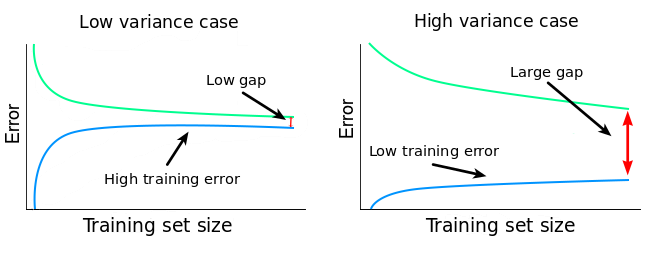 Low variance case
Low gap
High training error
Error
Training set size
High variance case
Large gap
Low training error
Error
Training set size